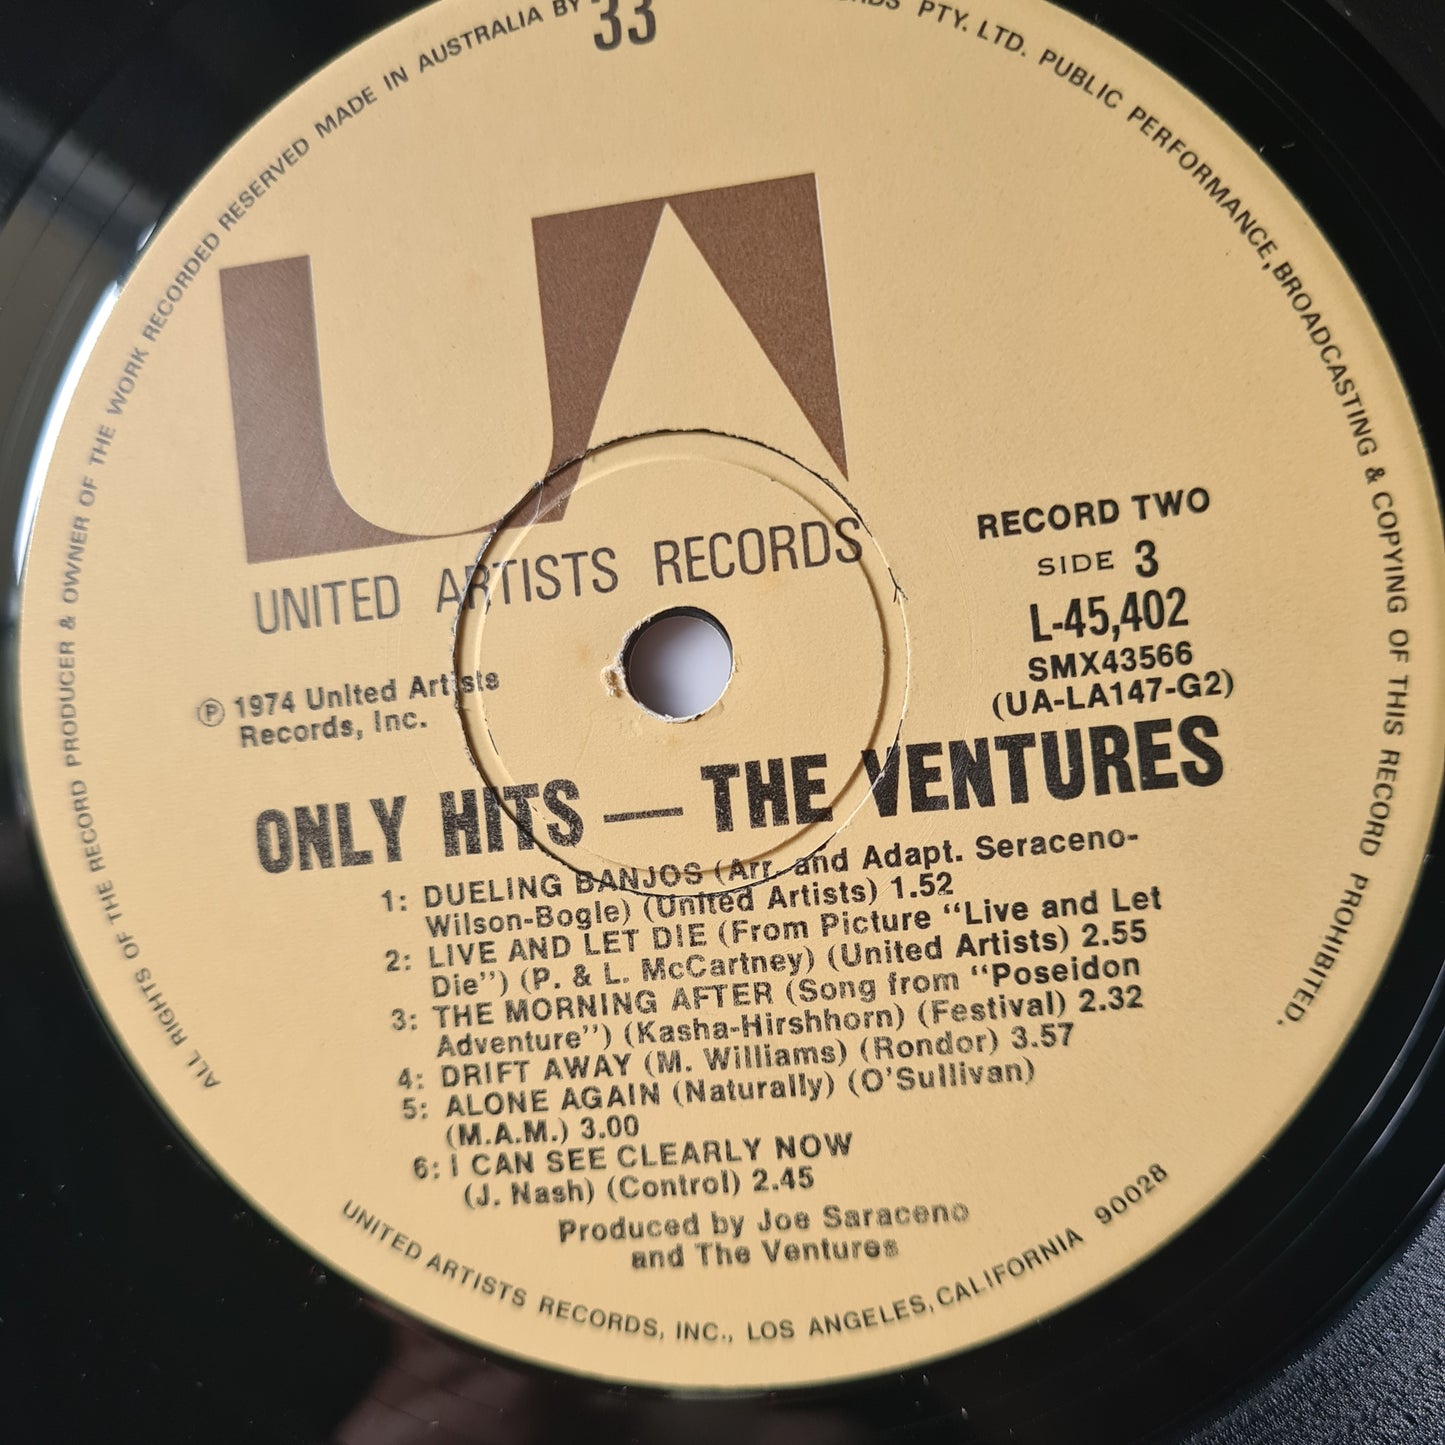 33
ALL RIGHTS OF THE RECORD PRODUCER & OWNER OF THE WORK RECORDED RESERVED MADE IN AUSTRALIA BY
PTY. LTD. PUBLIC PERFORMANCE, BROADCASTING & COPYING OF THIS RECORD PROHIBITED.
UA
UNITED ARTISTS RECORDS
RECORD TWO
SIDE 3
L-45,402
SMX43566
(UA-LA147-G2)
℗ 1974 United Artists
Records, Inc.
ONLY HITS — THE VENTURES
1: DUELING BANJOS (Arr. and Adapt. Seraceno-
Wilson-Bogle) (United Artists) 1.52
2: LIVE AND LET DIE (From Picture "Live and Let
Die") (P. & L. McCartney) (United Artists) 2.55
3: THE MORNING AFTER (Song from "Poseidon
Adventure") (Kasha-Hirshhorn) (Festival) 2.32
4: DRIFT AWAY (M. Williams) (Rondor) 3.57
5: ALONE AGAIN (Naturally) (O'Sullivan)
(M.A.M.) 3.00
6: I CAN SEE CLEARLY NOW
(J. Nash) (Control) 2.45
Produced by Joe Saraceno
and The Ventures
UNITED ARTISTS RECORDS, INC., LOS ANGELES, CALIFORNIA 90028